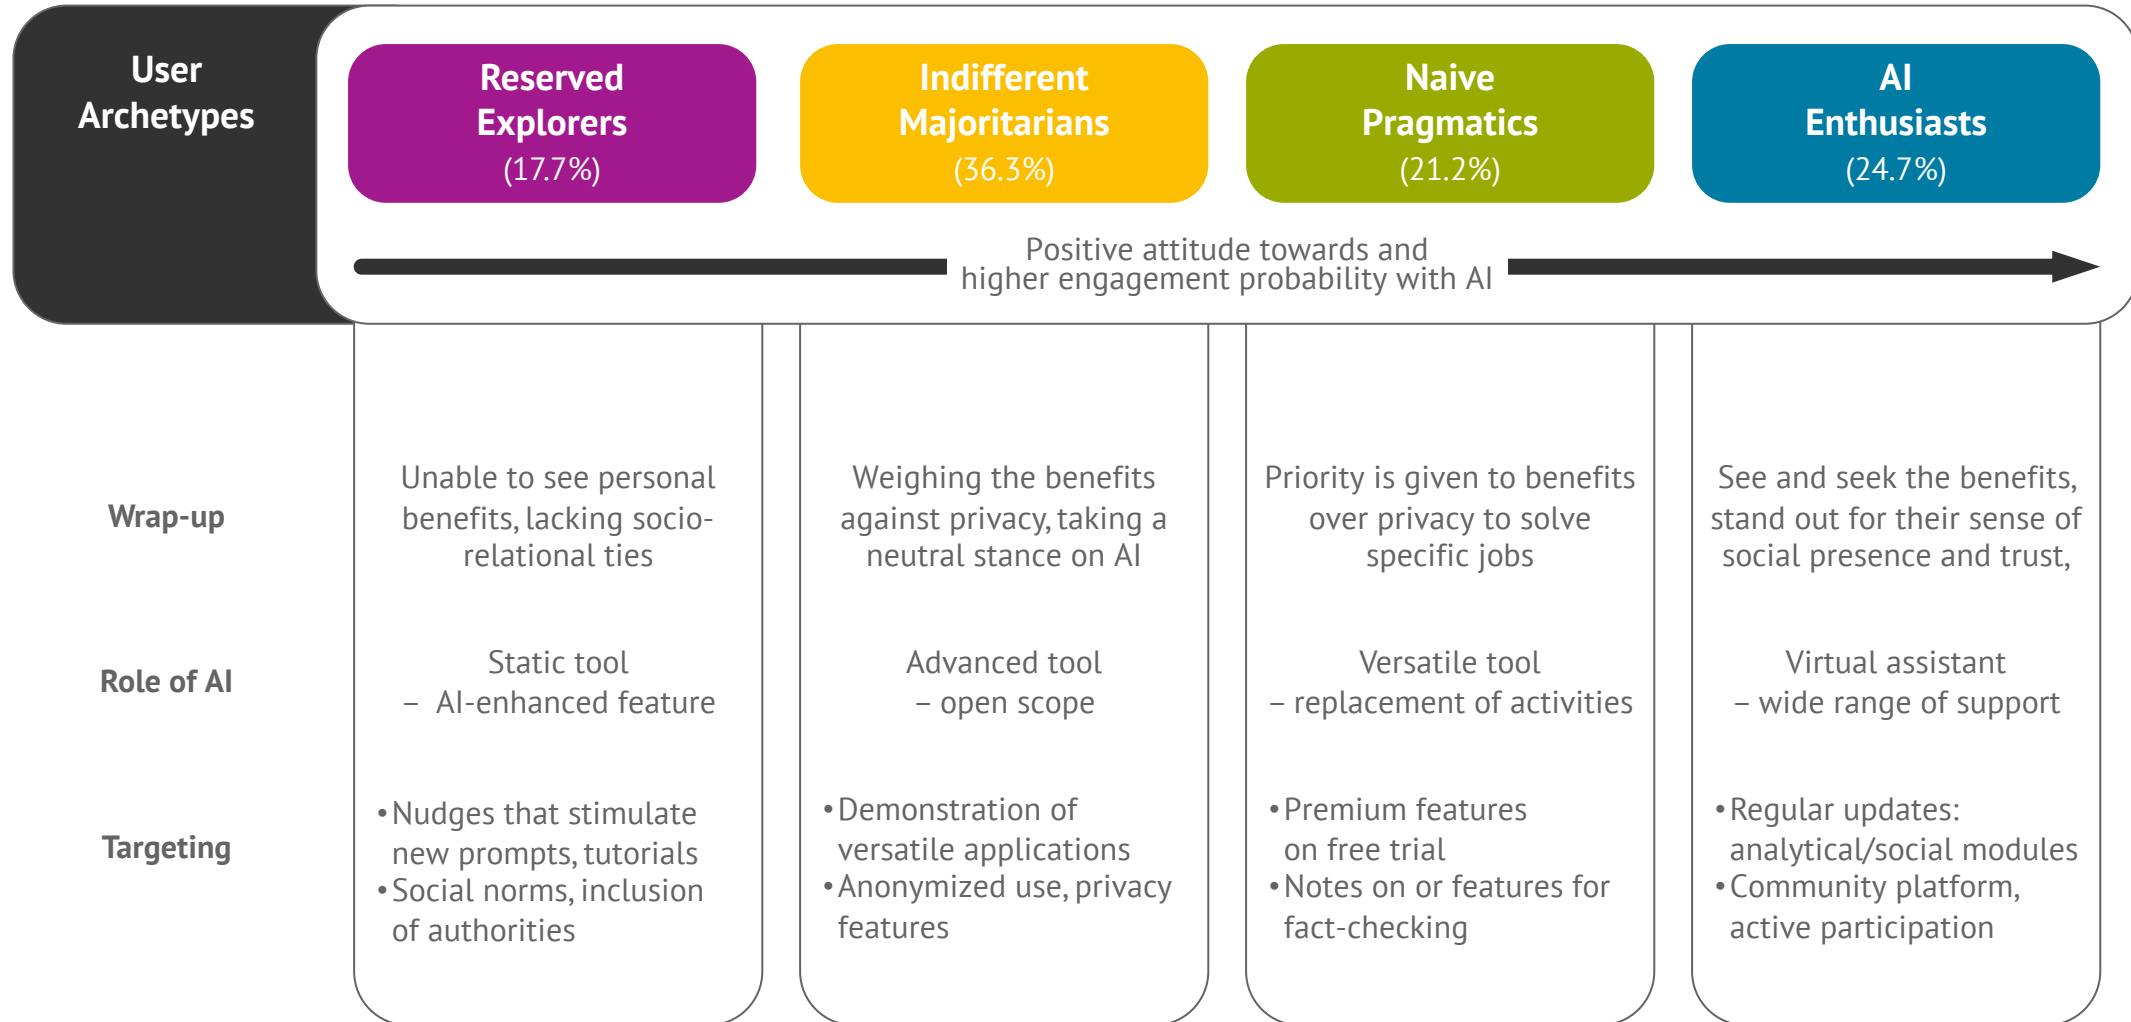 User
Archetypes
Reserved
Explorers
(17.7%)
Indifferent
Majoritarians
(36.3%)
Naive
Pragmatics
(21.2%)
AI
Enthusiasts
(24.7%)
Positive attitude towards and
higher engagement probability with AI
Wrap-up
Unable to see personal
benefits, lacking socio-
relational ties
Weighing the benefits
against privacy, taking a
neutral stance on AI
Priority is given to benefits
over privacy to solve
specific jobs
See and seek the benefits,
stand out for their sense of
social presence and trust,
Role of AI
Static tool
– AI-enhanced feature
Advanced tool
– open scope
Versatile tool
– replacement of activities
Virtual assistant
– wide range of support
Targeting
• Nudges that stimulate
new prompts, tutorials
• Social norms, inclusion
of authorities
• Demonstration of
versatile applications
• Anonymized use, privacy
features
• Premium features
on free trial
• Notes on or features for
fact-checking
• Regular updates:
analytical/social modules
• Community platform,
active participation